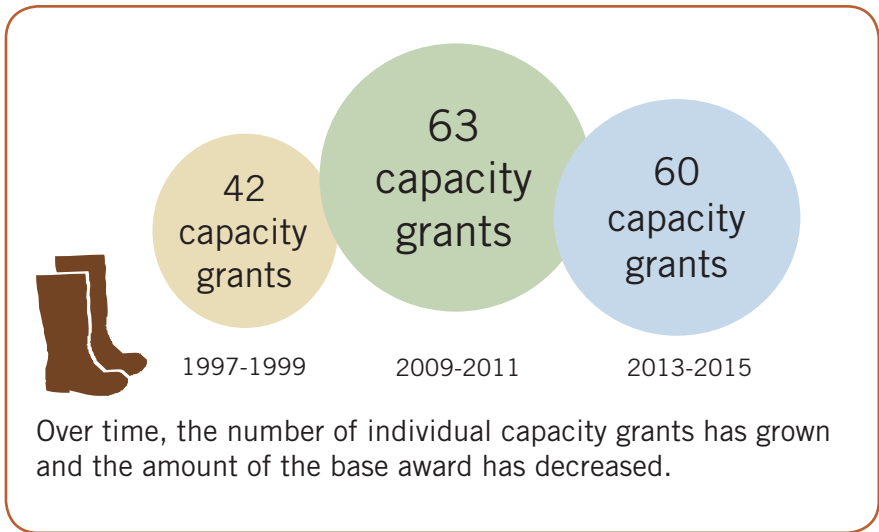 42
capacity
grants
63
capacity
grants
60
capacity
grants
1997-1999
2009-2011
2013-2015
Over time, the number of individual capacity grants has grown
and the amount of the base award has decreased.